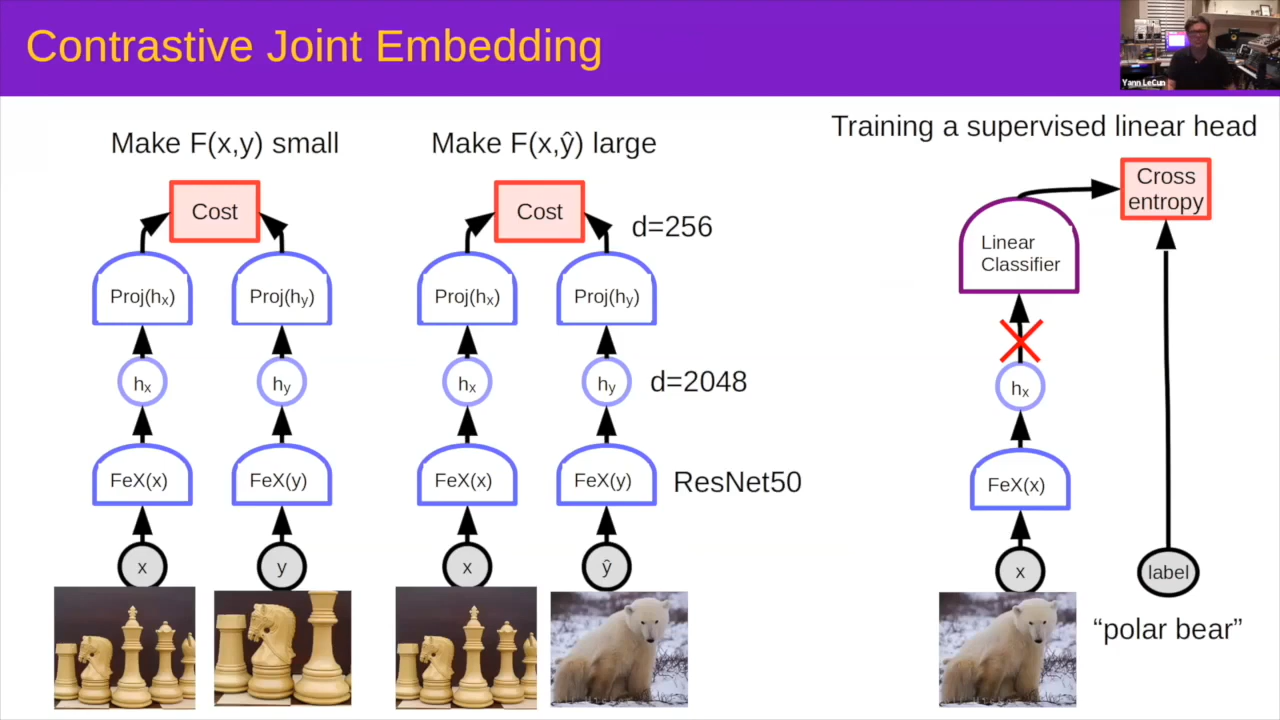 Contrastive Joint Embedding
Yann LeCun
Make F(x,y) small
Make F(x,ŷ) large
Training a supervised linear head
Cost
Cost
d=256
Cross
entropy
Linear
Classifier
Proj(hₓ)
Proj(hy)
Proj(hₓ)
Proj(hy)
hₓ
hy
hₓ
hy
d=2048
hₓ
FeX(x)
FeX(y)
FeX(x)
FeX(y)
ResNet50
FeX(x)
x
y
x
ŷ
x
label
“polar bear”